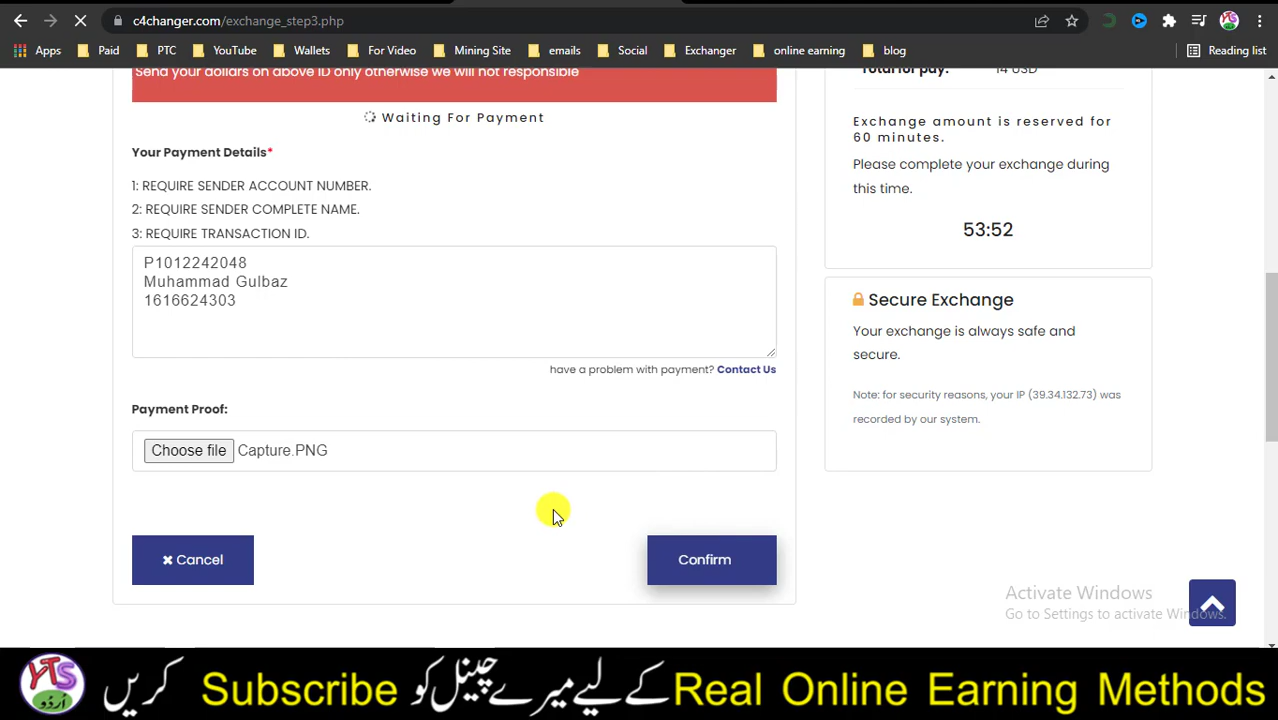 c4changer.com/exchange_step3.php
Apps Paid PTC YouTube Wallets For Video Mining Site emails Social Exchanger online earning blog Reading list
Send your dollars on above ID only otherwise we will not responsible
Waiting For Payment
Your Payment Details*
1: REQUIRE SENDER ACCOUNT NUMBER.
2: REQUIRE SENDER COMPLETE NAME.
3: REQUIRE TRANSACTION ID.
P1012242048
Muhammad Gulbaz
1616624303
have a problem with payment? Contact Us
Payment Proof:
Choose file Capture.PNG
Cancel
Confirm
Total for pay: 14 USD
Exchange amount is reserved for
60 minutes.
Please complete your exchange during
this time.
53:52
Secure Exchange
Your exchange is always safe and
secure.
Note: for security reasons, your IP (39.34.132.73) was
recorded by our system.
Activate Windows
Go to Settings to activate Windows.
YTS
اردو
Real Online Earning Methods کے لیے میرے چینل کو Subscribe کریں